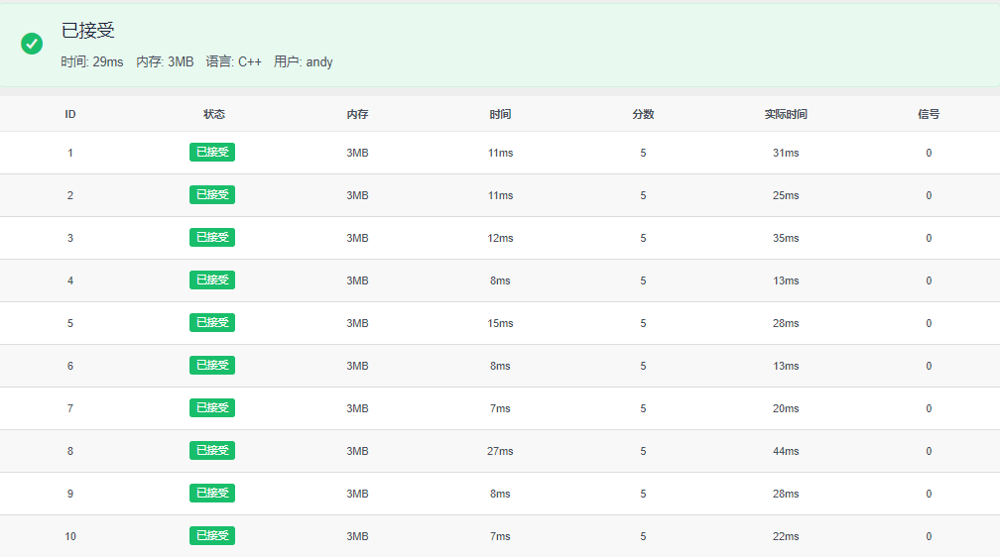 已接受
时间: 29ms 内存: 3MB 语言: C++ 用户: andy
ID 状态 内存 时间 分数 实际时间 信号
1 已接受 3MB 11ms 5 31ms 0
2 已接受 3MB 11ms 5 25ms 0
3 已接受 3MB 12ms 5 35ms 0
4 已接受 3MB 8ms 5 13ms 0
5 已接受 3MB 15ms 5 28ms 0
6 已接受 3MB 8ms 5 13ms 0
7 已接受 3MB 7ms 5 20ms 0
8 已接受 3MB 27ms 5 44ms 0
9 已接受 3MB 8ms 5 28ms 0
10 已接受 3MB 7ms 5 22ms 0